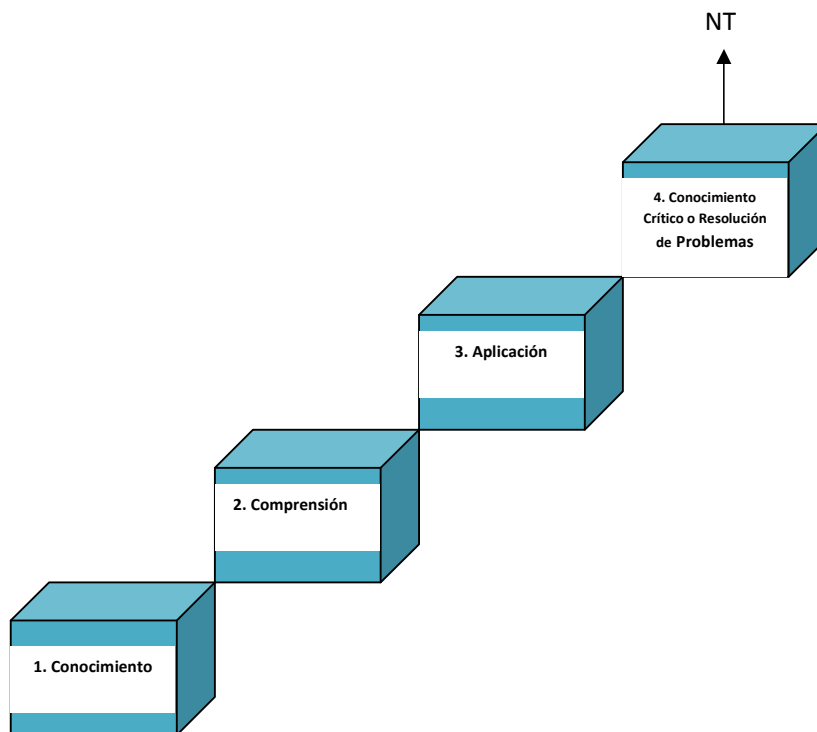 NT
4. Conocimiento
Crítico o Resolución
de Problemas
3. Aplicación
2. Comprensión
1. Conocimiento